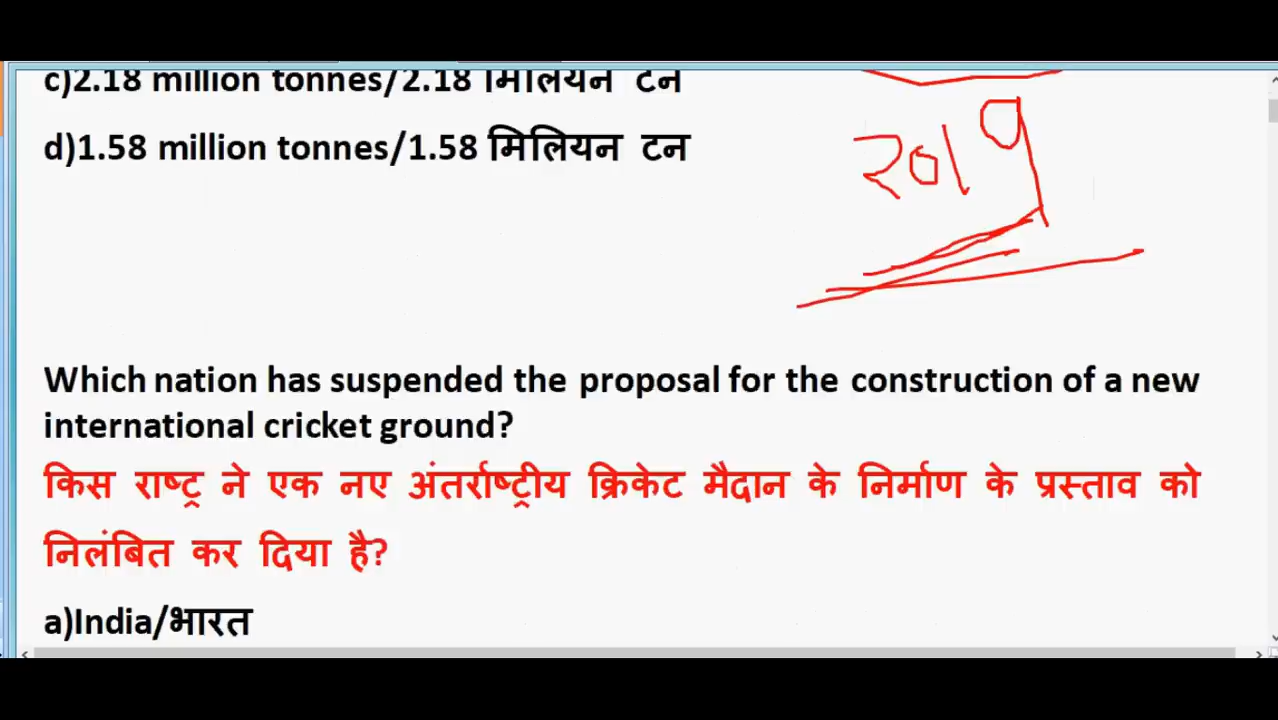 c)2.18 million tonnes/2.18 मिलियन टन
d)1.58 million tonnes/1.58 मिलियन टन
2019
Which nation has suspended the proposal for the construction of a new
international cricket ground?
किस राष्ट्र ने एक नए अंतर्राष्ट्रीय क्रिकेट मैदान के निर्माण के प्रस्ताव को
निलंबित कर दिया है?
a)India/भारत